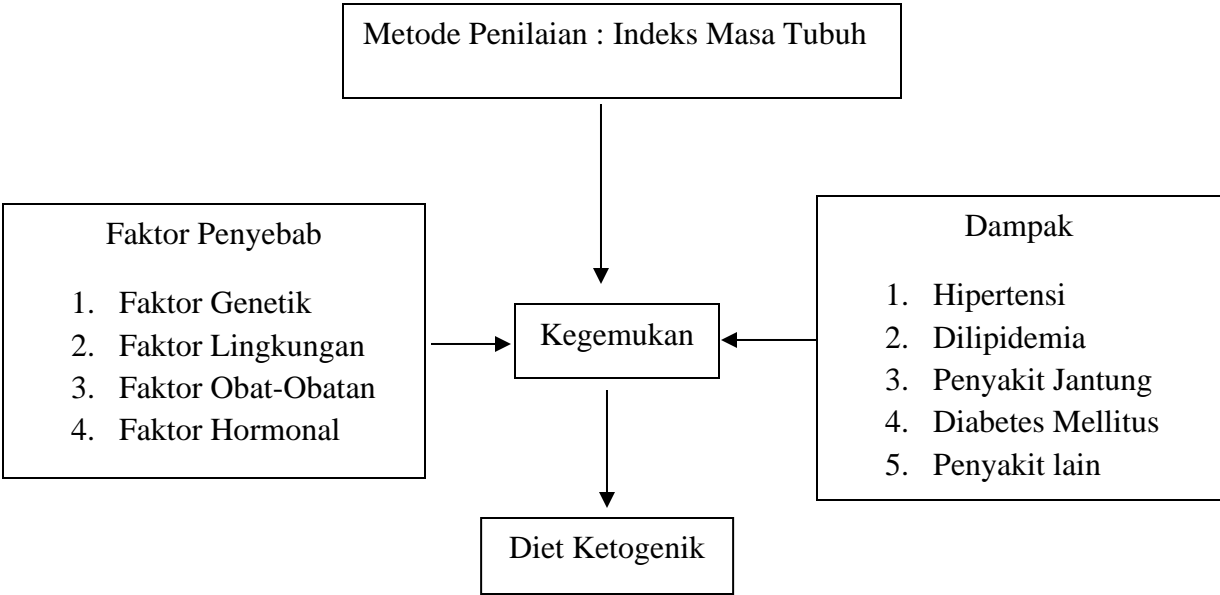 Metode Penilaian : Indeks Masa Tubuh
Faktor Penyebab
1. Faktor Genetik
2. Faktor Lingkungan
3. Faktor Obat-Obatan
4. Faktor Hormonal
Kegemukan
Dampak
1. Hipertensi
2. Dilipidemia
3. Penyakit Jantung
4. Diabetes Mellitus
5. Penyakit lain
Diet Ketogenik